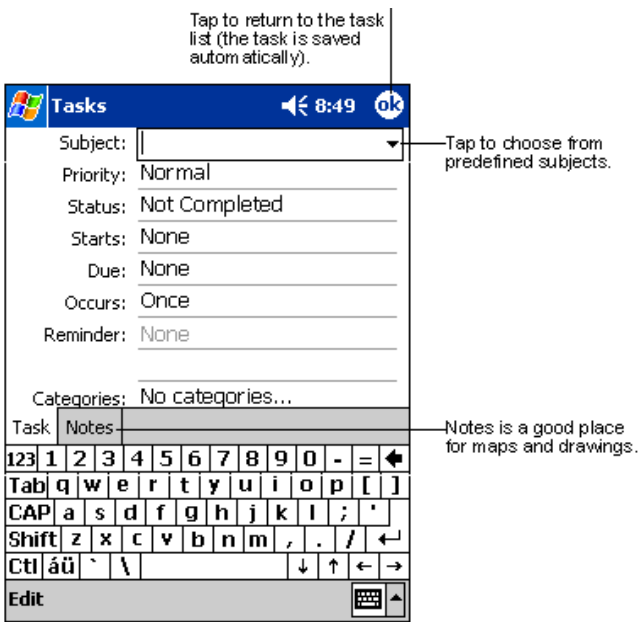 Tap to return to the task
list (the task is saved
automatically).
Tasks 8:49 ok
Subject:
Tap to choose from
predefined subjects.
Priority: Normal
Status: Not Completed
Starts: None
Due: None
Occurs: Once
Reminder: None
Categories: No categories...
Task Notes
Notes is a good place
for maps and drawings.
123 1 2 3 4 5 6 7 8 9 0 - = ←
Tab q w e r t y u i o p [ ]
CAP a s d f g h j k l ; '
Shift z x c v b n m , . / ↵
Ctl áü ` \ ↓ ↑ ← →
Edit